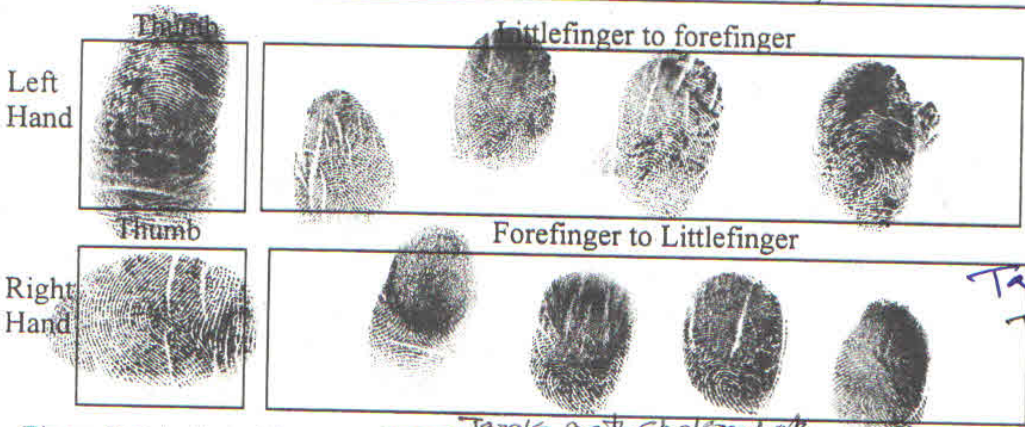 Thumb
Littlefinger to forefinger
Left
Hand
Thumb
Forefinger to Littlefinger
Right
Hand